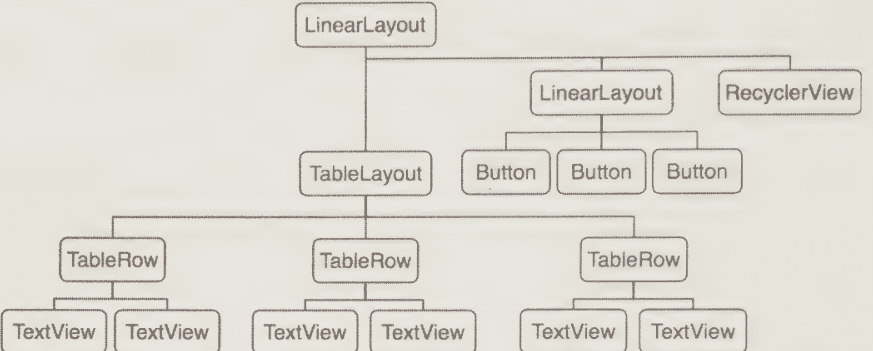 LinearLayout
LinearLayout
RecyclerView
TableLayout
Button
Button
Button
TableRow
TableRow
TableRow
TextView
TextView
TextView
TextView
TextView
TextView